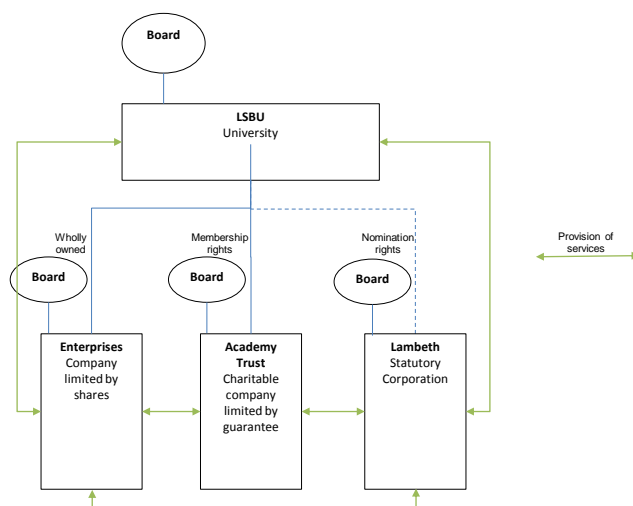 Board
LSBU
University
Wholly
owned
Membership
rights
Nomination
rights
Provision of
services
Board
Board
Board
Enterprises
Company
limited by
shares
Academy
Trust
Charitable
company
limited by
guarantee
Lambeth
Statutory
Corporation